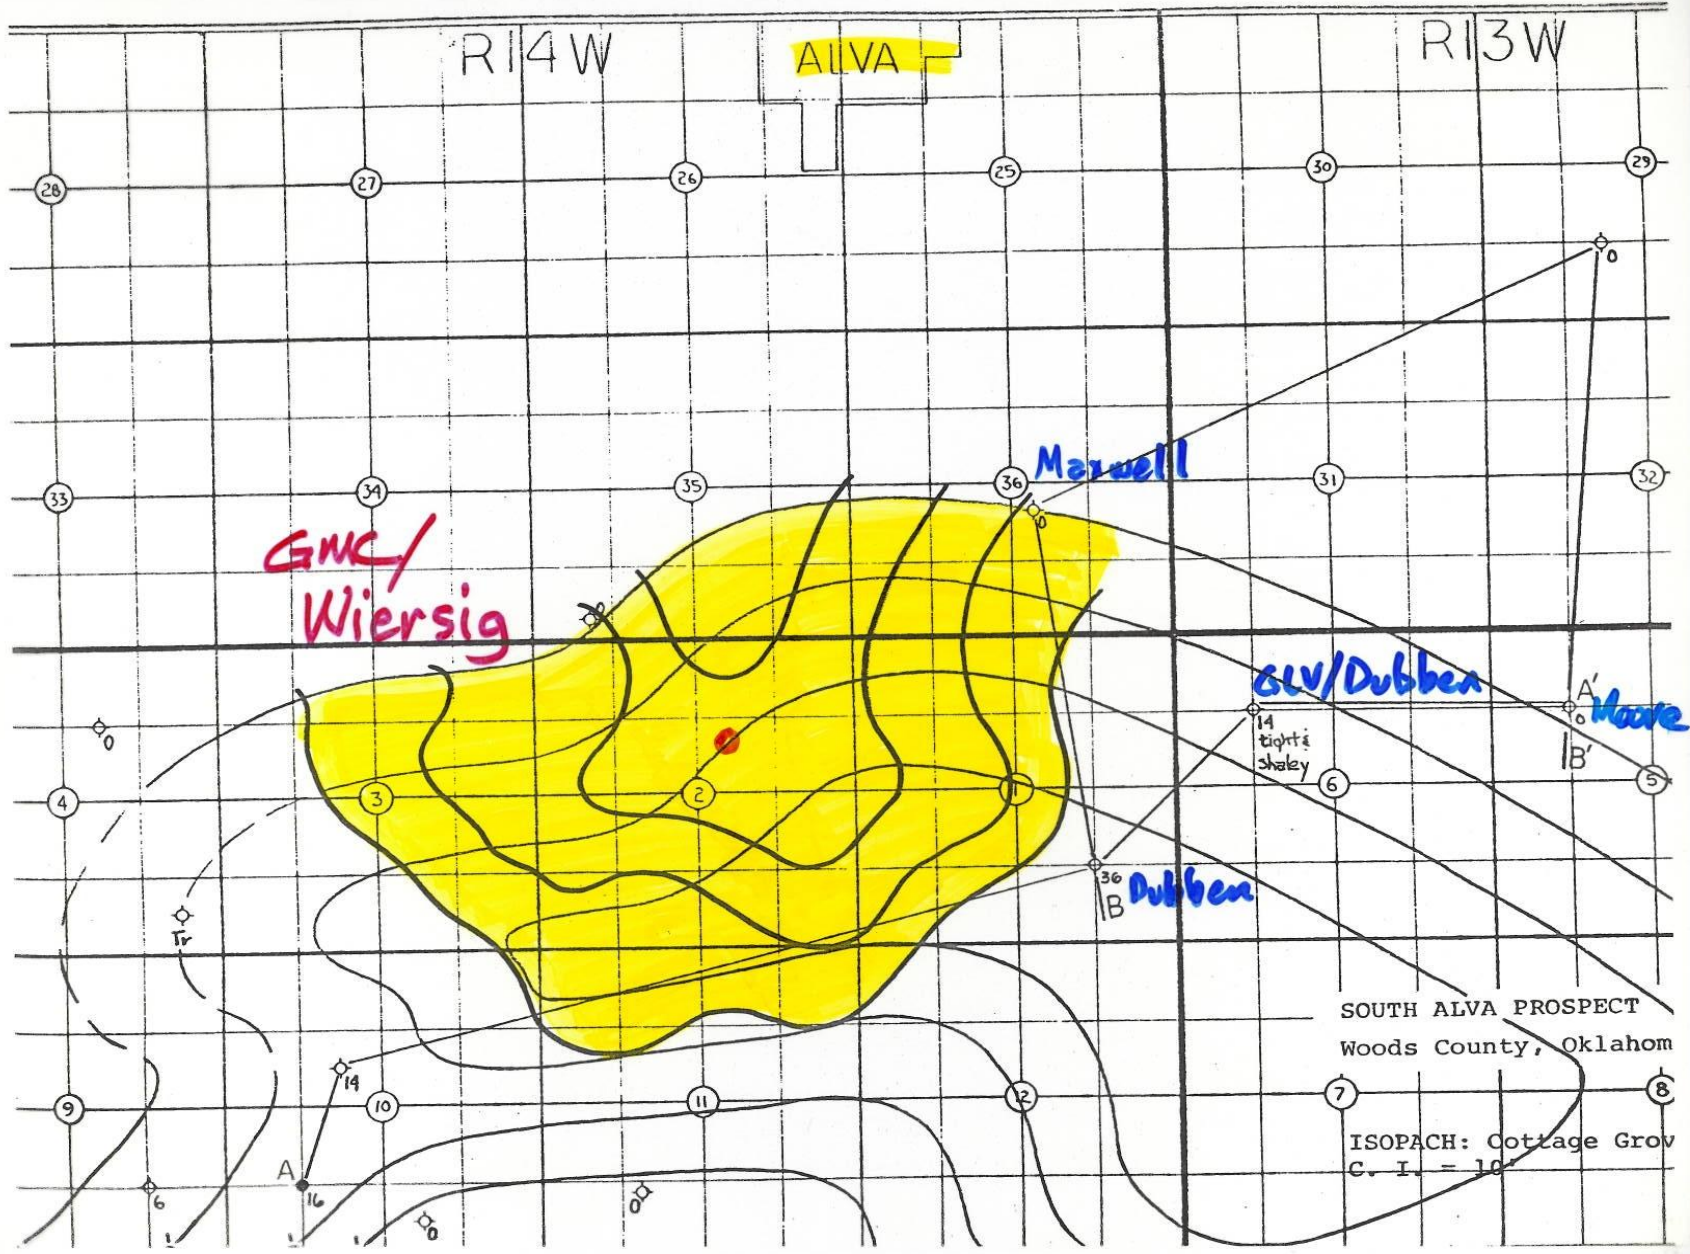 R14W ALVA R13W
28 27 26 25 30 29
0
Maxwell
33 34 35 36 31 32
0
GMC/
Wiersig
0
GLV/Dubben
A'
0
14
0 Moore
tight &
shaley
B'
4 3 2 1 6 5
36 Dubben
B
Tr
SOUTH ALVA PROSPECT
Woods County, Oklahom
14
9 10 11 12 7 8
ISOPACH: Cottage Grov
C. I. = 10'
A
6
16
0
0